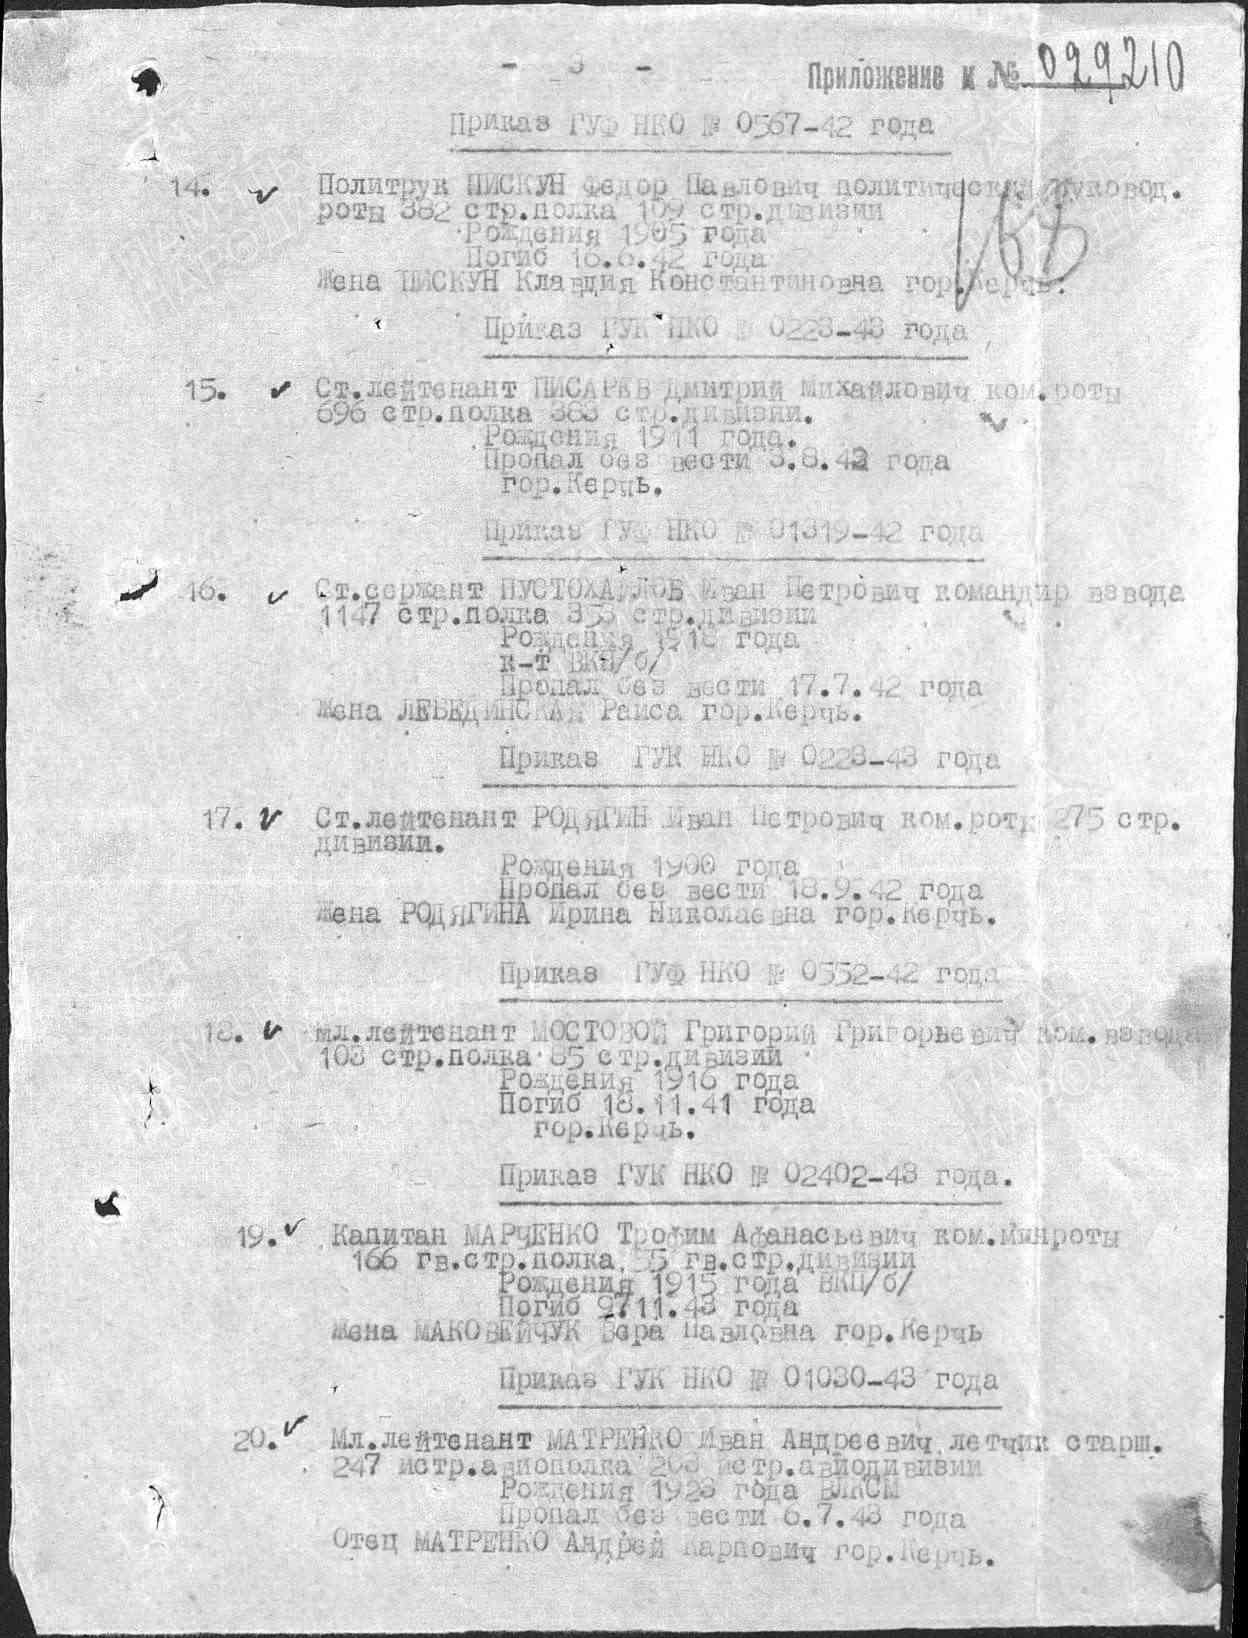 - 3 -
Приложение к № 029210
Приказ ГУФ НКО № 0567-42 года
14. Политрук ПИСКУН Федор Павлович политический руковод.
роты 382 стр.полка 109 стр.дивизии
Рождения 1905 года
Погиб 18.6.42 года
Жена ПИСКУН Клавдия Константиновна гор.Керчь.
Приказ ГУК НКО № 0223-43 года
15. Ст.лейтенант ПИСАРЕВ Дмитрий Михайлович ком.роты
696 стр.полка 383 стр.дивизии.
Рождения 1911 года.
Пропал без вести 3.8.42 года
гор.Керчь.
Приказ ГУФ НКО № 01319-42 года
16. Ст.сержант ПУСТОХАЙЛОВ Иван Петрович командир взвода
1147 стр.полка 353 стр.дивизии
Рождения 1918 года
к-т ВКП/б/
Пропал без вести 17.7.42 года
Жена ЛЕБЕДИНСКАЯ Раиса гор.Керчь.
Приказ ГУК НКО № 0223-43 года
17. Ст.лейтенант РОДЯГИН Иван Петрович ком.роты 275 стр.
дивизии.
Рождения 1900 года
Пропал без вести 18.9.42 года
Жена РОДЯГИНА Ирина Николаевна гор.Керчь.
Приказ ГУФ НКО № 0552-42 года
18. Мл.лейтенант МОСТОВОЙ Григорий Григорьевич ком.взвода
103 стр.полка 85 стр.дивизии
Рождения 1916 года
Погиб 18.11.41 года
гор.Керчь.
Приказ ГУК НКО № 02402-43 года.
19. Капитан МАРЧЕНКО Трофим Афанасьевич ком.минроты
166 гв.стр.полка 55 гв.стр.дивизии
Рождения 1915 года ВКП/б/
Погиб 2711.43 года
Жена МАКОВЕЙЧУК Вера Павловна гор.Керчь
Приказ ГУК НКО № 01030-43 года
20. Мл.лейтенант МАТРЕНКО Иван Андреевич летчик старш.
247 истр.авиополка 203 истр.авиодивизии
Рождения 1923 года ВЛКСМ
Пропал без вести 6.7.43 года
Отец МАТРЕНКО Андрей Карпович гор.Керчь.